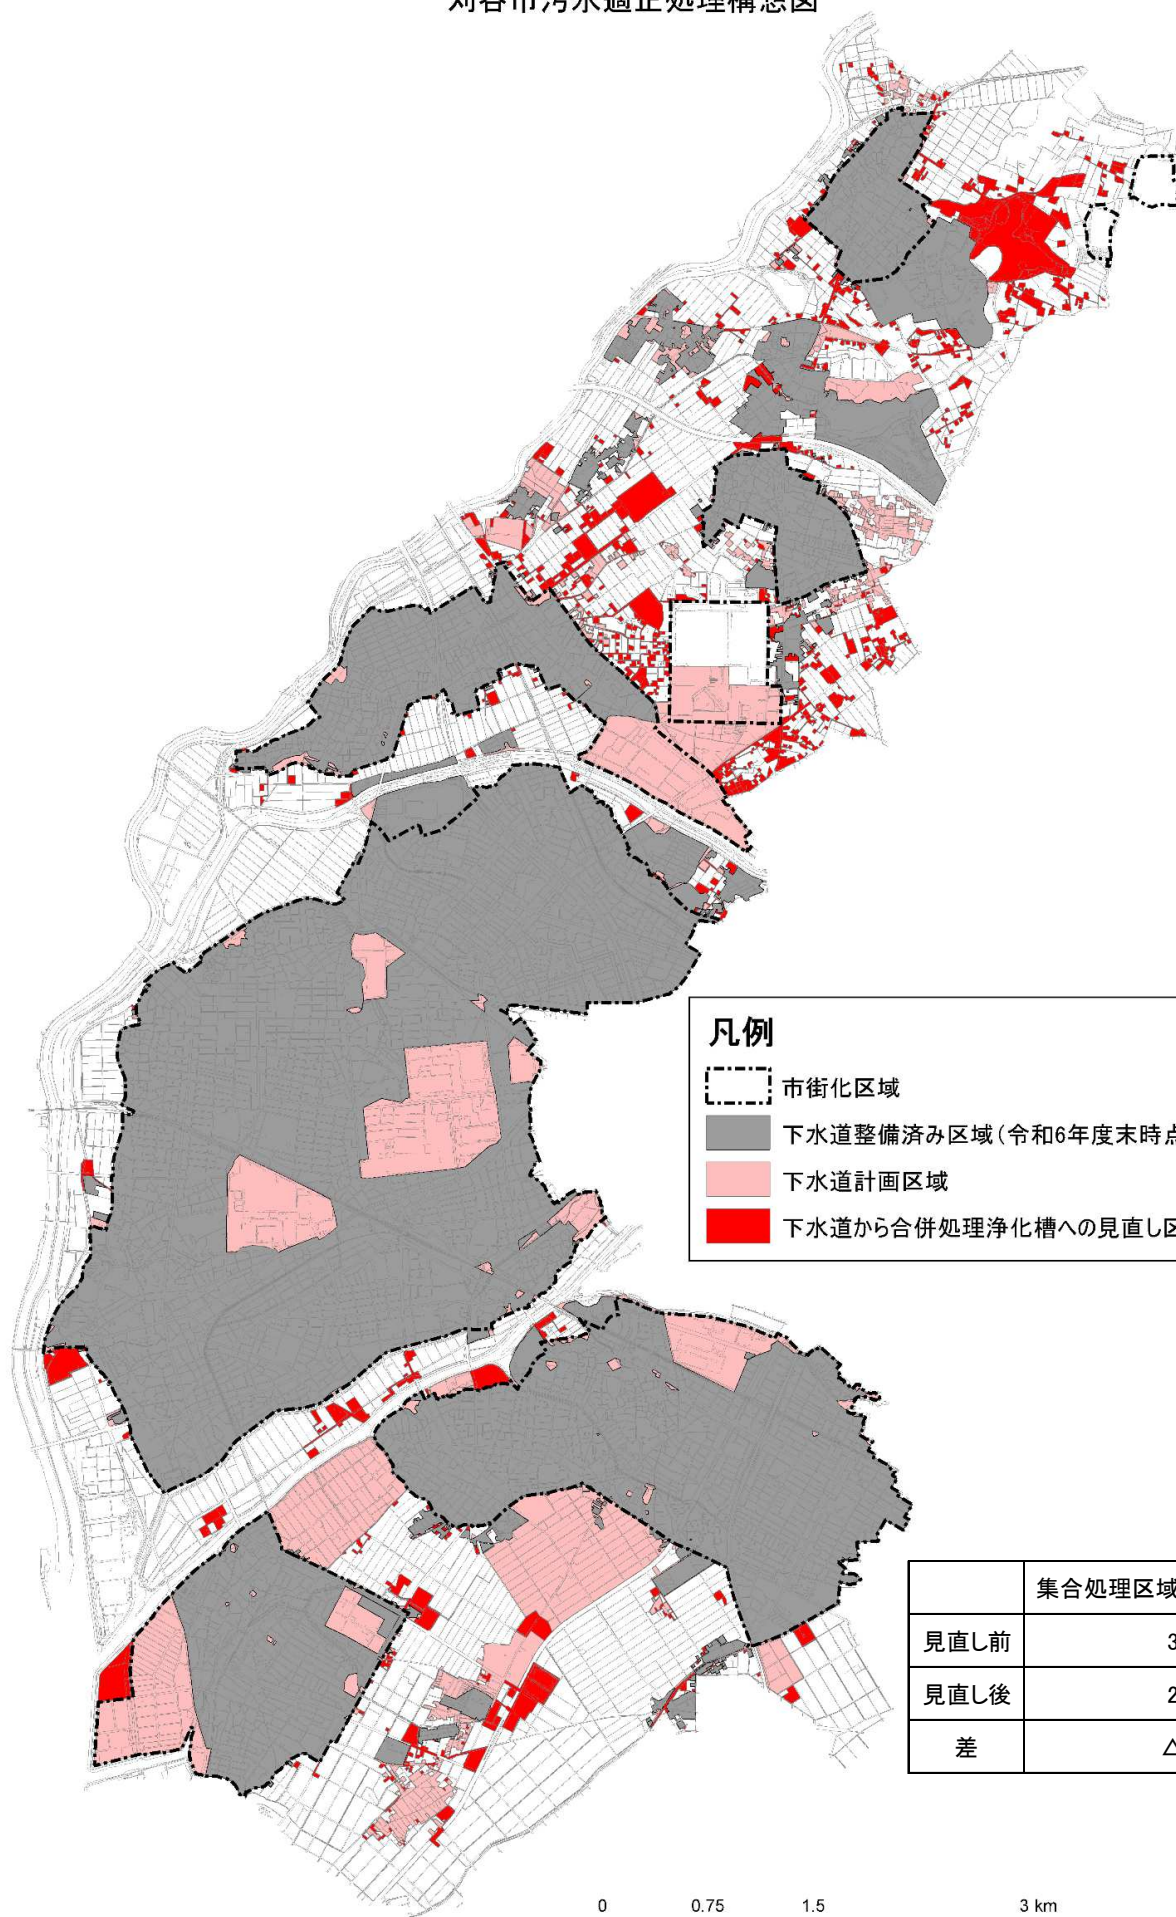 刈谷市汚水適正処理構想図
凡例
市街化区域
下水道整備済み区域（令和6年度末時点
下水道計画区域
下水道から合併処理浄化槽への見直し区
集合処理区域
見直し前 3
見直し後 2
差 △
0 0.75 1.5 3 km